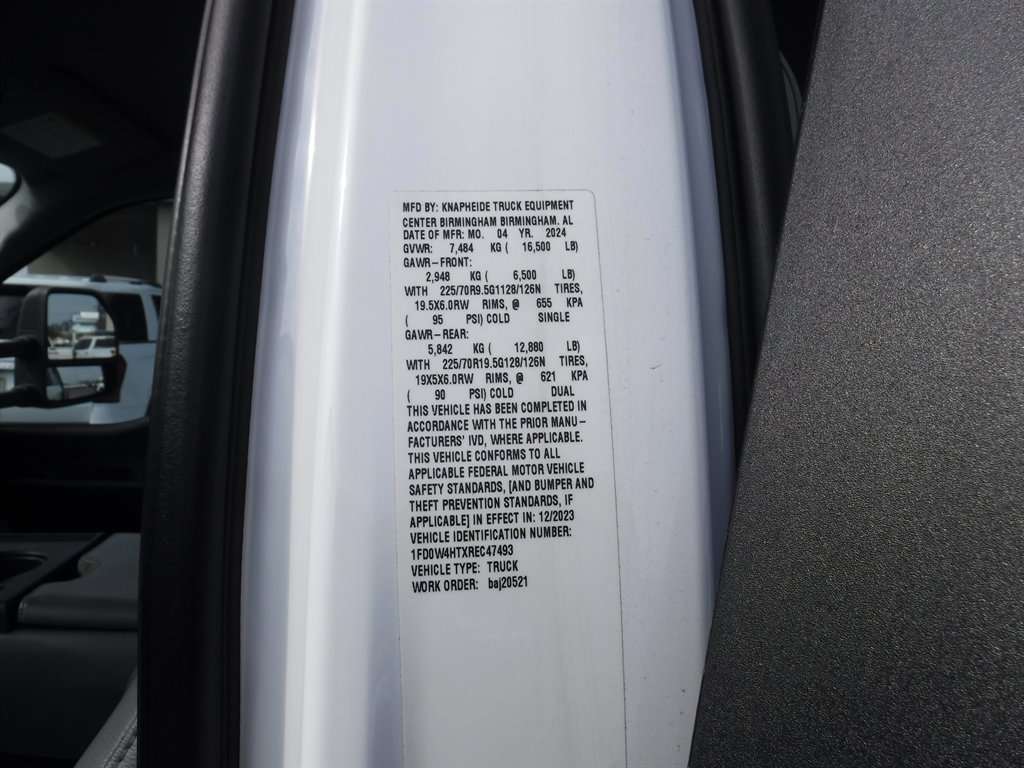 MFD BY: KNAPHEIDE TRUCK EQUIPMENT
CENTER BIRMINGHAM BIRMINGHAM. AL
DATE OF MFR: MO. 04 YR. 2024
GVWR: 7,484 KG ( 16,500 LB)
GAWR-FRONT:
2,948 KG ( 6,500 LB)
WITH 225/70R9.5G1128/126N TIRES,
19.5X6.0RW RIMS, @ 655 KPA
( 95 PSI) COLD SINGLE
GAWR-REAR:
5,842 KG ( 12,880 LB)
WITH 225/70R19.5G128/126N TIRES,
19X5X6.0RW RIMS, @ 621 KPA
( 90 PSI) COLD DUAL
THIS VEHICLE HAS BEEN COMPLETED IN
ACCORDANCE WITH THE PRIOR MANU-
FACTURERS' IVD, WHERE APPLICABLE.
THIS VEHICLE CONFORMS TO ALL
APPLICABLE FEDERAL MOTOR VEHICLE
SAFETY STANDARDS, [AND BUMPER AND
THEFT PREVENTION STANDARDS, IF
APPLICABLE] IN EFFECT IN: 12/2023
VEHICLE IDENTIFICATION NUMBER:
1FD0W4HTXREC47493
VEHICLE TYPE: TRUCK
WORK ORDER: baj20521